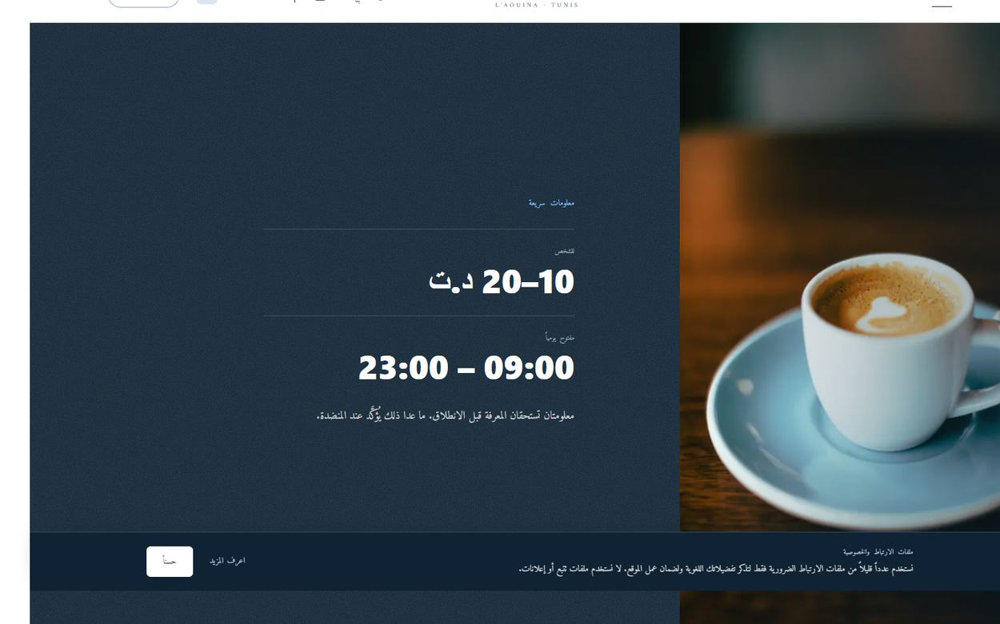 L'AOUINA · TUNIS
معلومات سريعة
للشخص
10–20 د.ت
مفتوح يومياً
09:00 – 23:00
معلومتان تستحقان المعرفة قبل الانطلاق. ما عدا ذلك يُؤكَّد عند المنضدة.
ملفات الارتباط والخصوصية
نستخدم عدداً قليلاً من ملفات الارتباط الضرورية فقط لتذكر تفضيلاتك اللغوية ولضمان عمل الموقع. لا نستخدم ملفات تتبع أو إعلانات.
اعرف المزيد
حسناً